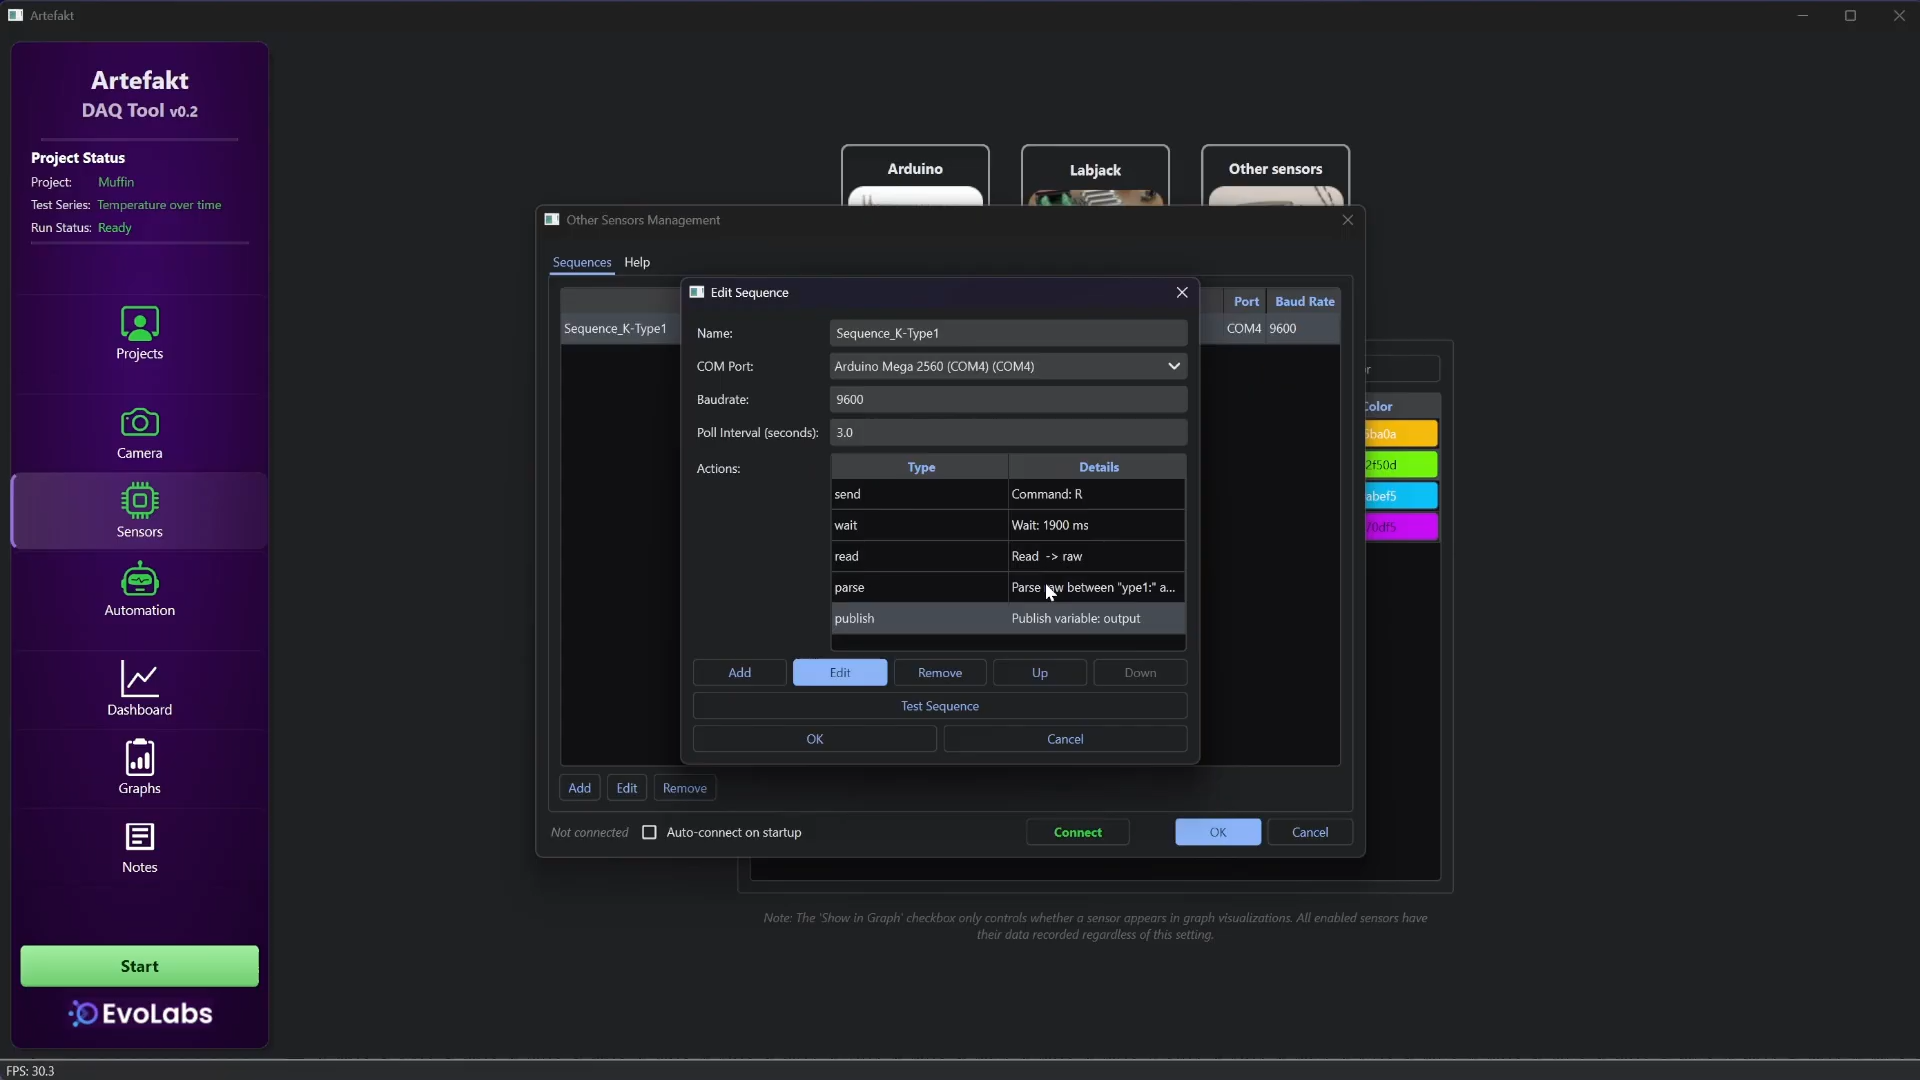 Artefakt
Artefakt
DAQ Tool v0.2
Project Status
Project: Muffin
Test Series: Temperature over time
Run Status: Ready
Projects
Camera
Sensors
Automation
Dashboard
Graphs
Notes
Start
EvoLabs
FPS: 30.3
Arduino
Labjack
Other sensors
Other Sensors Management
Sequences Help
Port Baud Rate
Sequence_K-Type1 COM4 9600
Edit Sequence
Name: Sequence_K-Type1
COM Port: Arduino Mega 2560 (COM4) (COM4)
Baudrate: 9600
Poll Interval (seconds): 3.0
Actions:
Type Details
send Command: R
wait Wait: 1900 ms
read Read -> raw
parse Parse raw between "ype1:" a...
publish Publish variable: output
Add Edit Remove Up Down
Test Sequence
OK Cancel
Add Edit Remove
Not connected Auto-connect on startup Connect OK Cancel
Color
Note: The 'Show in Graph' checkbox only controls whether a sensor appears in graph visualizations. All enabled sensors have
their data recorded regardless of this setting.